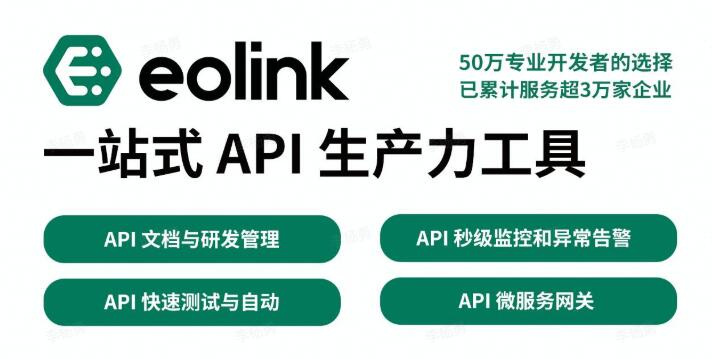 eolink
50万专业开发者的选择
已累计服务超3万家企业
一站式 API 生产力工具
API 文档与研发管理
API 秒级监控和异常告警
API 快速测试与自动
API 微服务网关